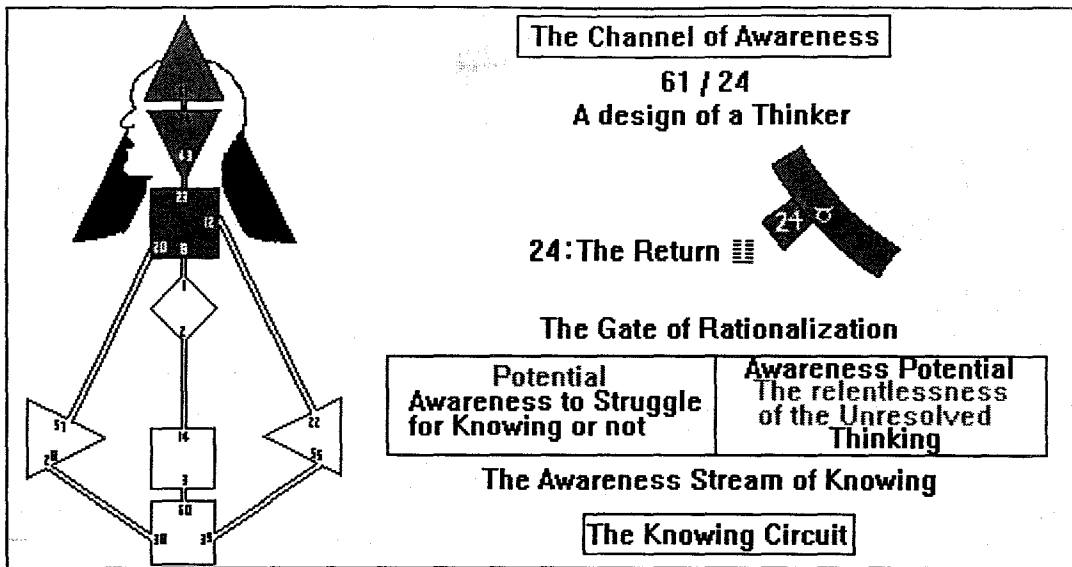 The Channel of Awareness
61 / 24
A design of a Thinker
24
24:The Return
The Gate of Rationalization
Potential
Awareness to Struggle
for Knowing or not
Awareness Potential
The relentlessness
of the Unresolved
Thinking
The Awareness Stream of Knowing
The Knowing Circuit
43
23
12
20
8
1
2
57
22
14
28
55
3
60
38
39